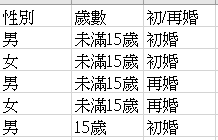 性別 歲數 初/再婚
男 未滿15歲 初婚
女 未滿15歲 初婚
男 未滿15歲 再婚
女 未滿15歲 再婚
男 15歲 初婚